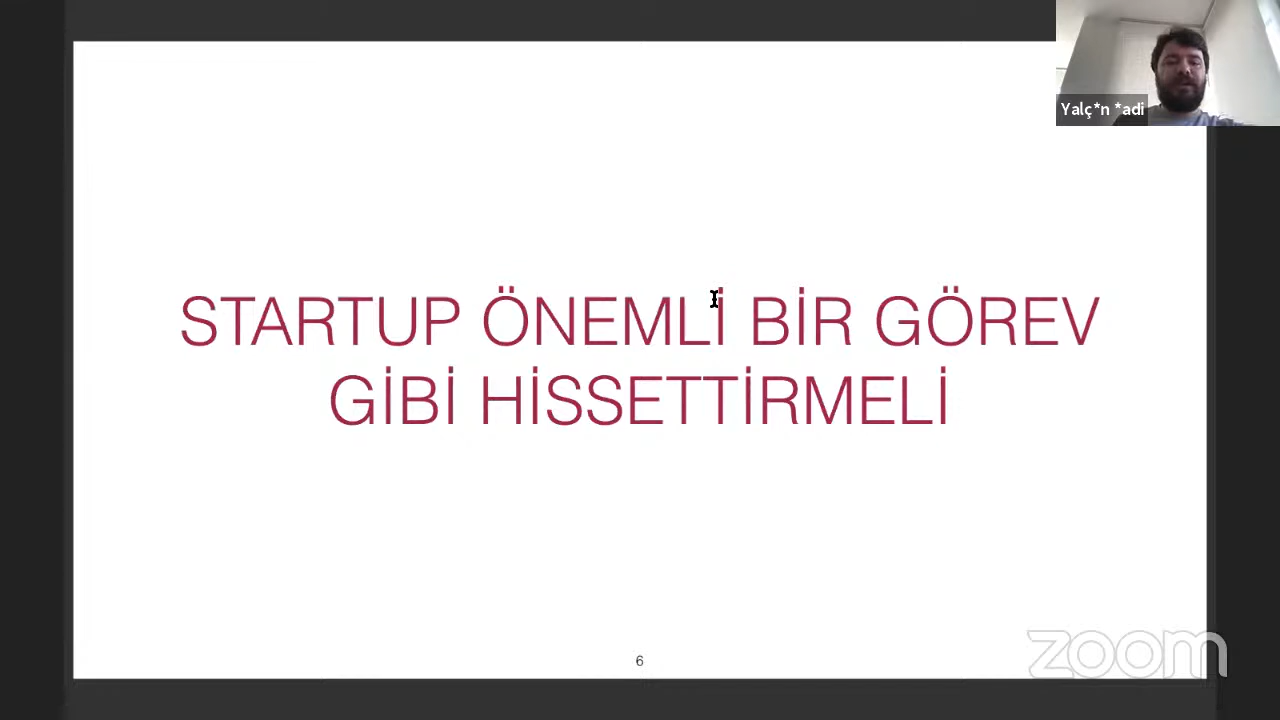 Yalç*n *adi
STARTUP ÖNEMLİ BİR GÖREV
GİBİ HİSSETTİRMELİ
6
zoom